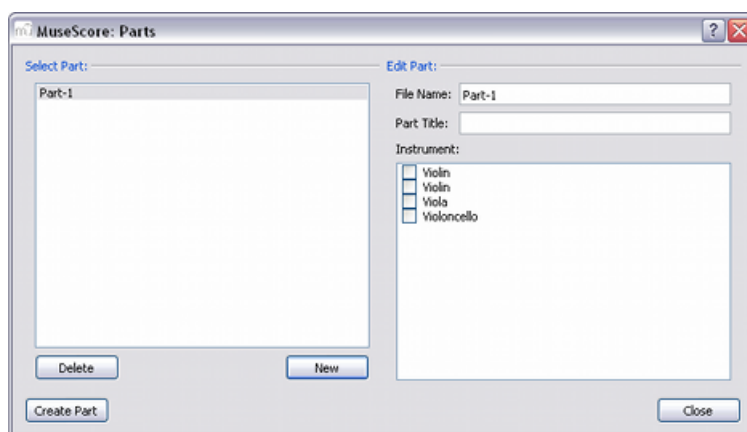 MuseScore: Parts
Select Part:
Part-1
Delete
New
Create Part
Edit Part:
File Name: Part-1
Part Title:
Instrument:
Violin
Violin
Viola
Violoncello
Close